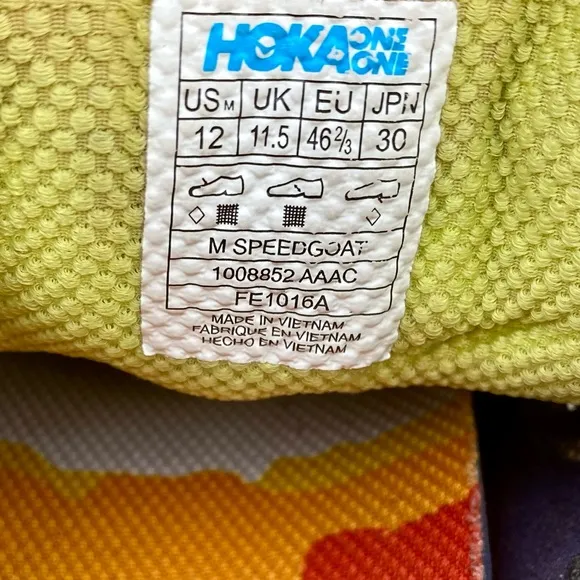 HOKA ONE ONE
USM UK EU JPN
12 11.5 46 2/3 30
M SPEEDGOAT
1008852 AAAC
FE1016A
MADE IN VIETNAM
FABRIQUE EN VIETNAM
HECHO EN VIETNAM